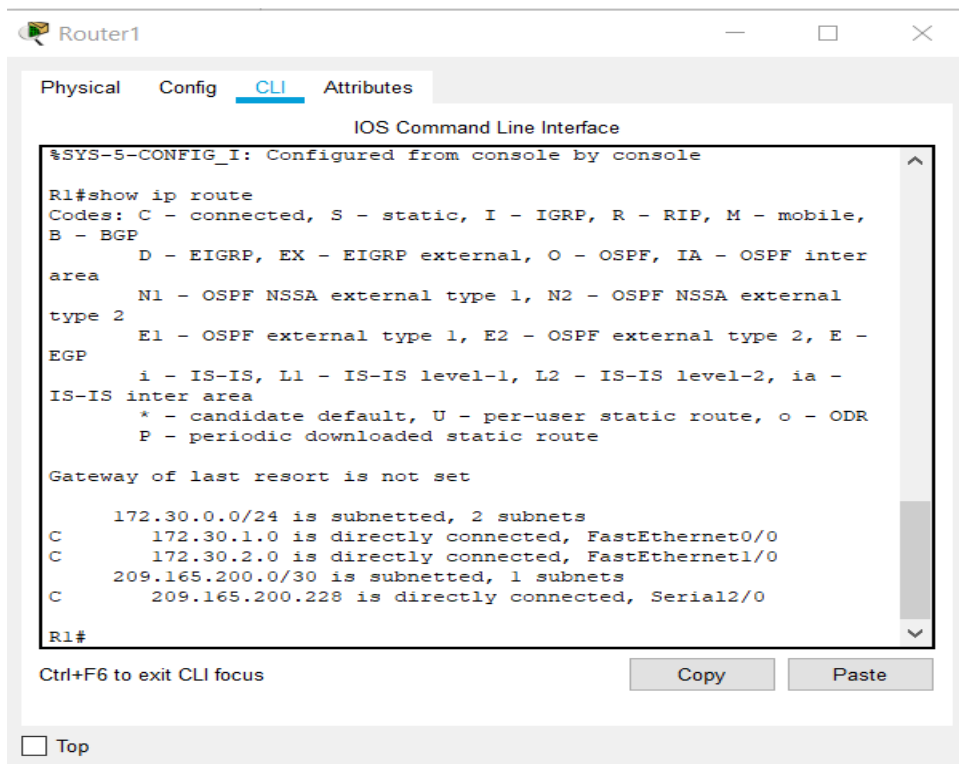 Router1
Physical Config CLI Attributes
IOS Command Line Interface
%SYS-5-CONFIG_I: Configured from console by console
R1#show ip route
Codes: C - connected, S - static, I - IGRP, R - RIP, M - mobile,
B - BGP
D - EIGRP, EX - EIGRP external, O - OSPF, IA - OSPF inter
area
N1 - OSPF NSSA external type 1, N2 - OSPF NSSA external
type 2
E1 - OSPF external type 1, E2 - OSPF external type 2, E -
EGP
i - IS-IS, L1 - IS-IS level-1, L2 - IS-IS level-2, ia -
IS-IS inter area
* - candidate default, U - per-user static route, o - ODR
P - periodic downloaded static route
Gateway of last resort is not set
172.30.0.0/24 is subnetted, 2 subnets
C 172.30.1.0 is directly connected, FastEthernet0/0
C 172.30.2.0 is directly connected, FastEthernet1/0
209.165.200.0/30 is subnetted, 1 subnets
C 209.165.200.228 is directly connected, Serial2/0
R1#
Ctrl+F6 to exit CLI focus
Copy Paste
Top